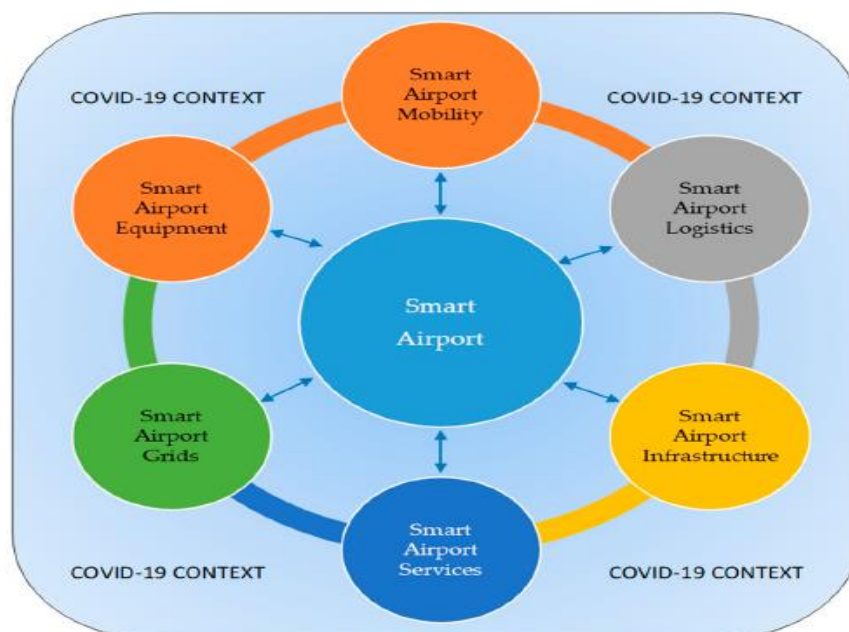 Smart
Airport
Mobility
COVID-19 CONTEXT
COVID-19 CONTEXT
Smart
Airport
Equipment
Smart
Airport
Logistics
Smart
Airport
Smart
Airport
Grids
Smart
Airport
Infrastructure
Smart
Airport
Services
COVID-19 CONTEXT
COVID-19 CONTEXT